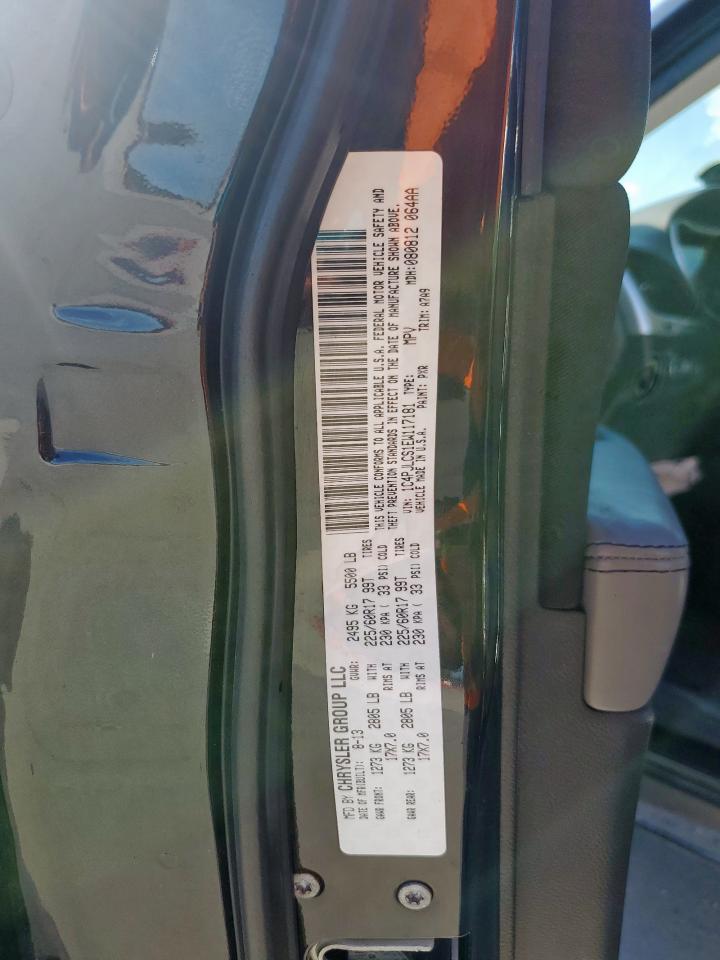 MFD BY CHRYSLER GROUP LLC
DATE OF MFR(BUILT): 8-13 GVWR: 2495 KG 5500 LB
GAWR FRONT: 1273 KG 2805 LB WITH 225/60R17 99T TIRES
17X7.0 RIMS AT 230 KPA ( 33 PSI) COLD
GAWR REAR: 1273 KG 2805 LB WITH 225/60R17 99T TIRES
17X7.0 RIMS AT 230 KPA ( 33 PSI) COLD
THIS VEHICLE CONFORMS TO ALL APPLICABLE U.S.A. FEDERAL MOTOR VEHICLE SAFETY AND
THEFT PREVENTION STANDARDS IN EFFECT ON THE DATE OF MANUFACTURE SHOWN ABOVE.
VIN: 1C4PJLCS1EW117181 TYPE: MPV MDH:080812 064AA
VEHICLE MADE IN U.S.A. PAINT: PXR TRIM: A7A9